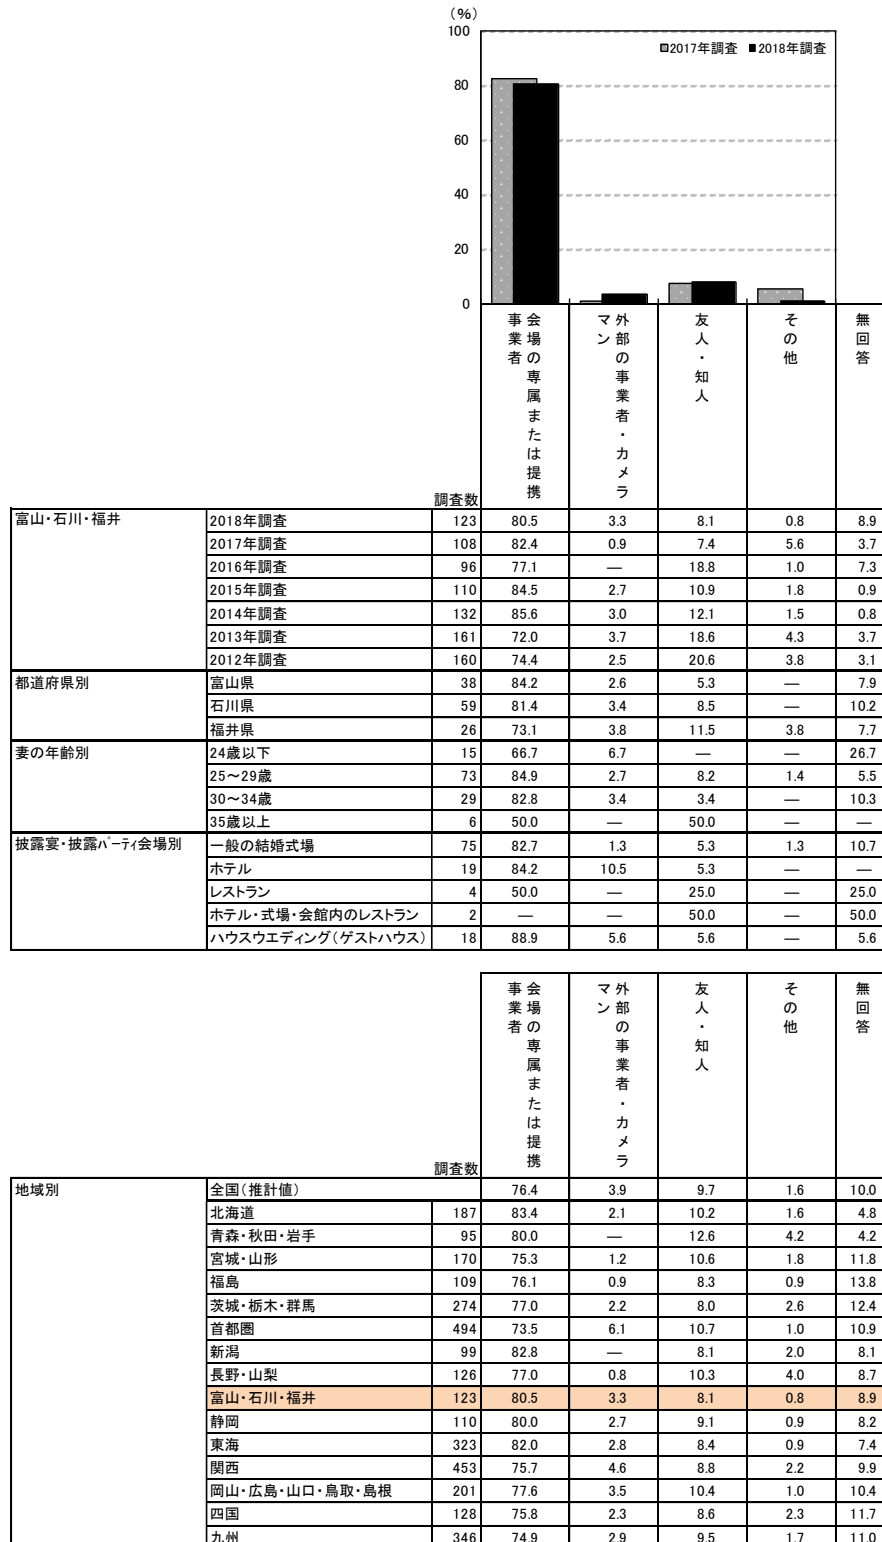 (%)
100
80
60
40
20
0
2017年調査 2018年調査
会場の専属または提携事業者
外部の事業者・カメラマン
友人・知人
その他
無回答
調査数
富山・石川・福井 2018年調査 123 80.5 3.3 8.1 0.8 8.9
2017年調査 108 82.4 0.9 7.4 5.6 3.7
2016年調査 96 77.1 — 18.8 1.0 7.3
2015年調査 110 84.5 2.7 10.9 1.8 0.9
2014年調査 132 85.6 3.0 12.1 1.5 0.8
2013年調査 161 72.0 3.7 18.6 4.3 3.7
2012年調査 160 74.4 2.5 20.6 3.8 3.1
都道府県別 富山県 38 84.2 2.6 5.3 — 7.9
石川県 59 81.4 3.4 8.5 — 10.2
福井県 26 73.1 3.8 11.5 3.8 7.7
妻の年齢別 24歳以下 15 66.7 6.7 — — 26.7
25～29歳 73 84.9 2.7 8.2 1.4 5.5
30～34歳 29 82.8 3.4 3.4 — 10.3
35歳以上 6 50.0 — 50.0 — —
披露宴・披露ﾊﾟｰﾃｨ会場別 一般の結婚式場 75 82.7 1.3 5.3 1.3 10.7
ホテル 19 84.2 10.5 5.3 — —
レストラン 4 50.0 — 25.0 — 25.0
ホテル・式場・会館内のレストラン 2 — — 50.0 — 50.0
ハウスウエディング（ゲストハウス） 18 88.9 5.6 5.6 — 5.6
会場の専属または提携事業者
外部の事業者・カメラマン
友人・知人
その他
無回答
調査数
地域別 全国（推計値） 76.4 3.9 9.7 1.6 10.0
北海道 187 83.4 2.1 10.2 1.6 4.8
青森・秋田・岩手 95 80.0 — 12.6 4.2 4.2
宮城・山形 170 75.3 1.2 10.6 1.8 11.8
福島 109 76.1 0.9 8.3 0.9 13.8
茨城・栃木・群馬 274 77.0 2.2 8.0 2.6 12.4
首都圏 494 73.5 6.1 10.7 1.0 10.9
新潟 99 82.8 — 8.1 2.0 8.1
長野・山梨 126 77.0 0.8 10.3 4.0 8.7
富山・石川・福井 123 80.5 3.3 8.1 0.8 8.9
静岡 110 80.0 2.7 9.1 0.9 8.2
東海 323 82.0 2.8 8.4 0.9 7.4
関西 453 75.7 4.6 8.8 2.2 9.9
岡山・広島・山口・鳥取・島根 201 77.6 3.5 10.4 1.0 10.4
四国 128 75.8 2.3 8.6 2.3 11.7
九州 346 74.9 2.9 9.5 1.7 11.0